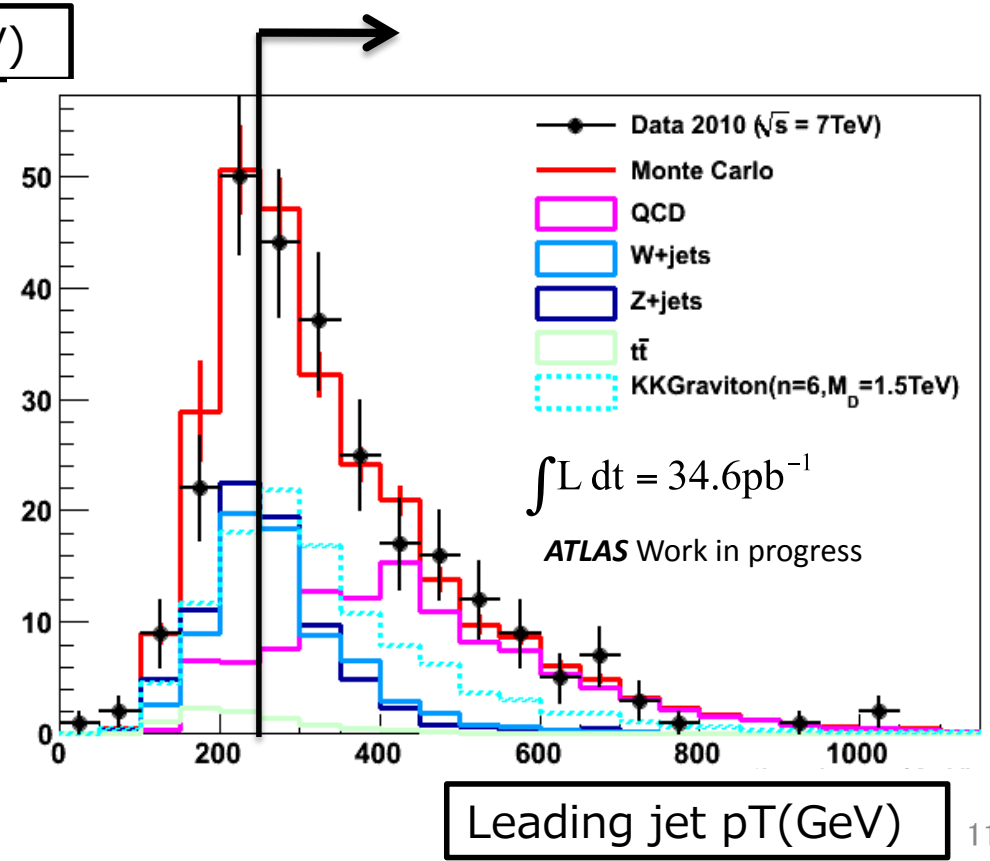 V)
Data 2010 (√s = 7TeV)
Monte Carlo
QCD
W+jets
Z+jets
tt̄
KKGraviton(n=6,M_D=1.5TeV)
∫L dt = 34.6pb⁻¹
ATLAS Work in progress
50
40
30
20
10
0
0 200 400 600 800 1000
Leading jet pT(GeV)
11